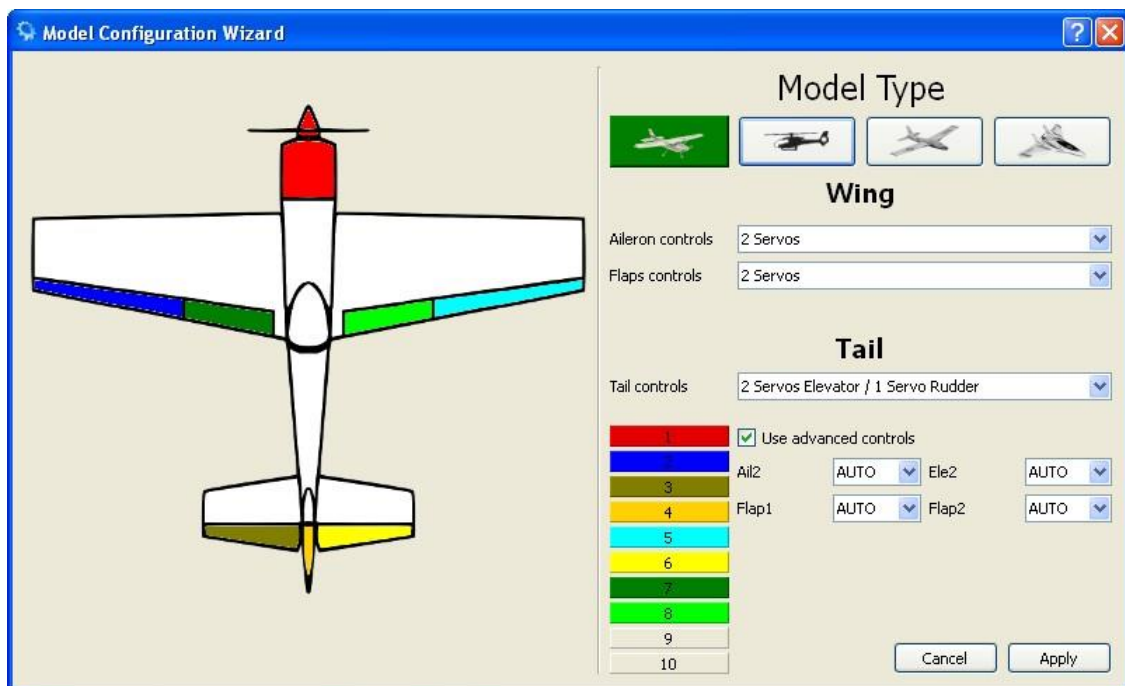 Model Configuration Wizard
Model Type
Wing
Aileron controls 2 Servos
Flaps controls 2 Servos
Tail
Tail controls 2 Servos Elevator / 1 Servo Rudder
1 Use advanced controls
2
Ail2 AUTO Ele2 AUTO
3
4 Flap1 AUTO Flap2 AUTO
5
6
7
8
9
10
Cancel Apply